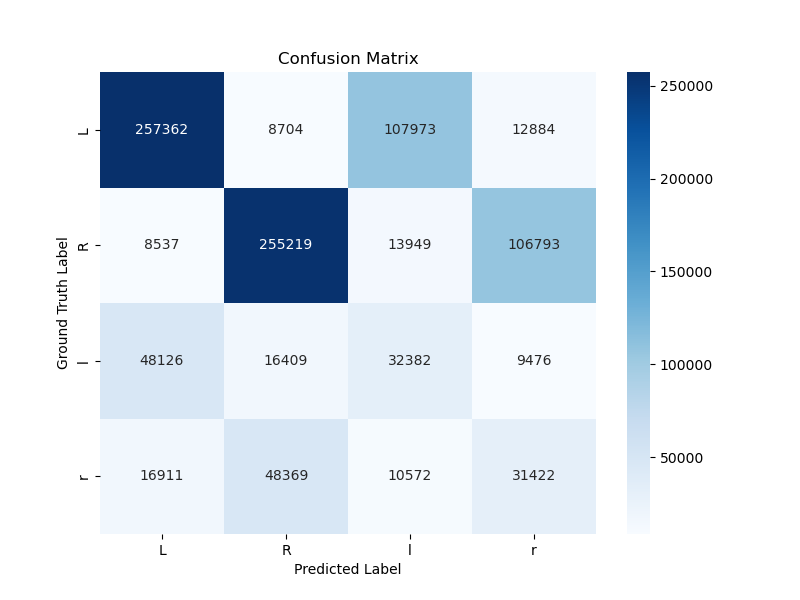 Confusion Matrix
Ground Truth Label
L
257362 8704 107973 12884
R
8537 255219 13949 106793
l
48126 16409 32382 9476
r
16911 48369 10572 31422
L R l r
Predicted Label
250000
200000
150000
100000
50000